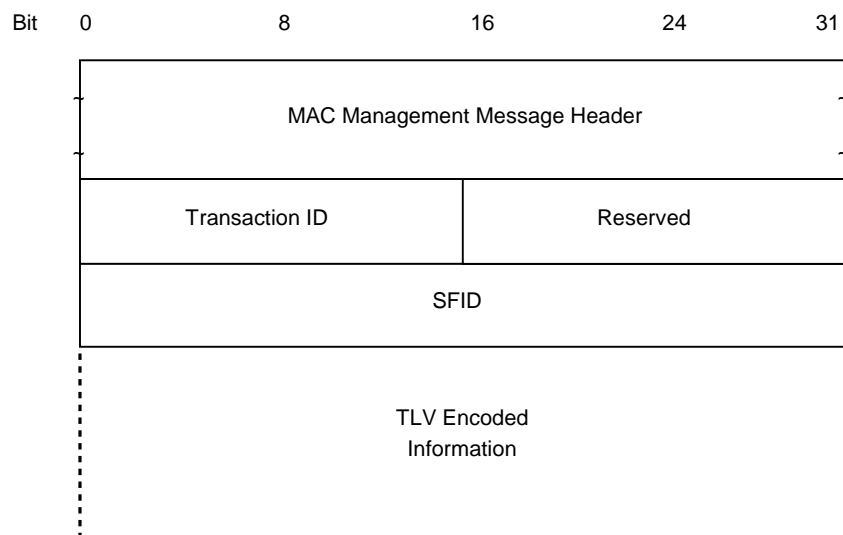 Bit 0 8 16 24 31
~ ~
MAC Management Message Header
~ ~
Transaction ID Reserved
SFID
TLV Encoded
Information